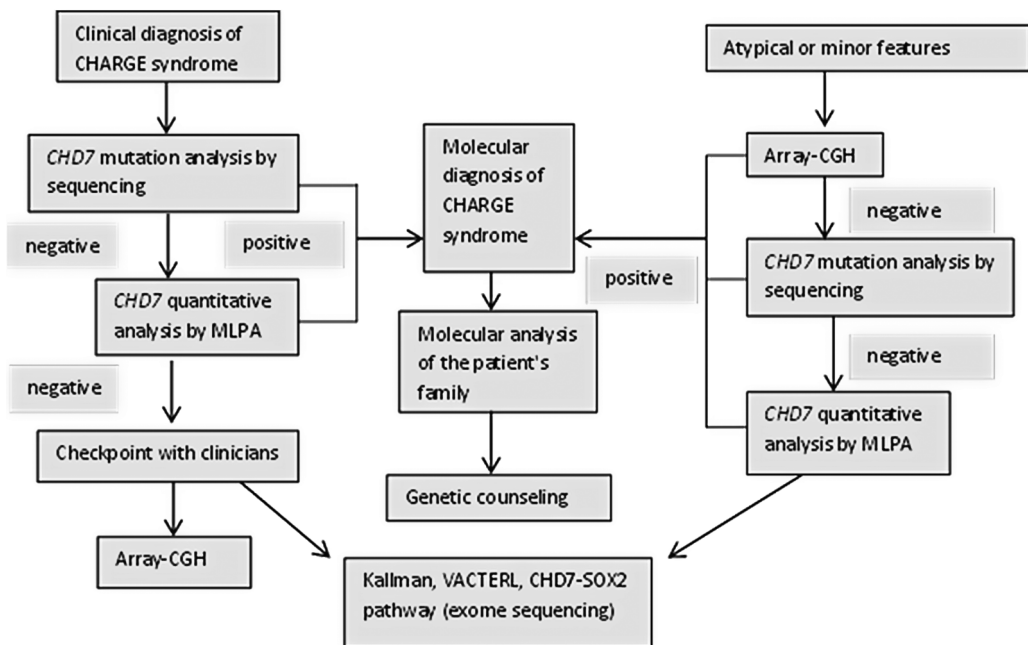 Clinical diagnosis of
CHARGE syndrome
CHD7 mutation analysis by
sequencing
negative
positive
CHD7 quantitative
analysis by MLPA
negative
Checkpoint with clinicians
Array-CGH
Molecular
diagnosis of
CHARGE
syndrome
Molecular analysis
of the patient's
family
Genetic counseling
Kallman, VACTERL, CHD7-SOX2
pathway (exome sequencing)
Atypical or minor features
Array-CGH
negative
positive
CHD7 mutation analysis by
sequencing
negative
CHD7 quantitative
analysis by MLPA